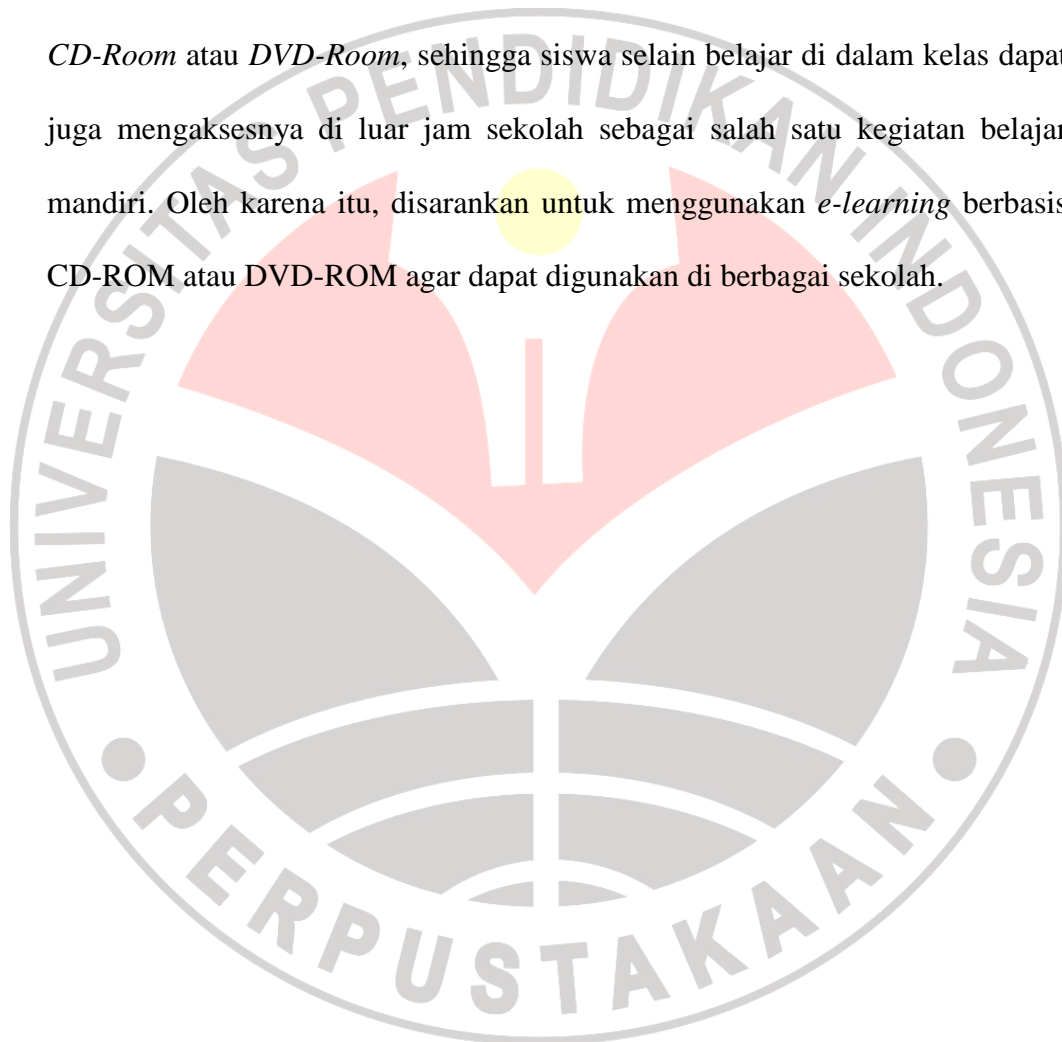 CD-Room atau DVD-Room, sehingga siswa selain belajar di dalam kelas dapat
juga mengaksesnya di luar jam sekolah sebagai salah satu kegiatan belajar
mandiri. Oleh karena itu, disarankan untuk menggunakan e-learning berbasis
CD-ROM atau DVD-ROM agar dapat digunakan di berbagai sekolah.
UNIVERSITAS PENDIDIKAN INDONESIA
PERPUSTAKAAN